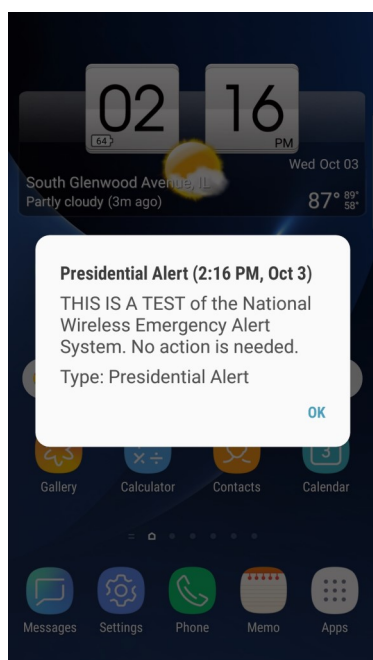 02 16
64
PM
Wed Oct 03
South Glenwood Avenue, IL
Partly cloudy (3m ago)
87° 89°
58°
Presidential Alert (2:16 PM, Oct 3)
THIS IS A TEST of the National
Wireless Emergency Alert
System. No action is needed.
Type: Presidential Alert
OK
3
Gallery Calculator Contacts Calendar
Messages Settings Phone Memo Apps